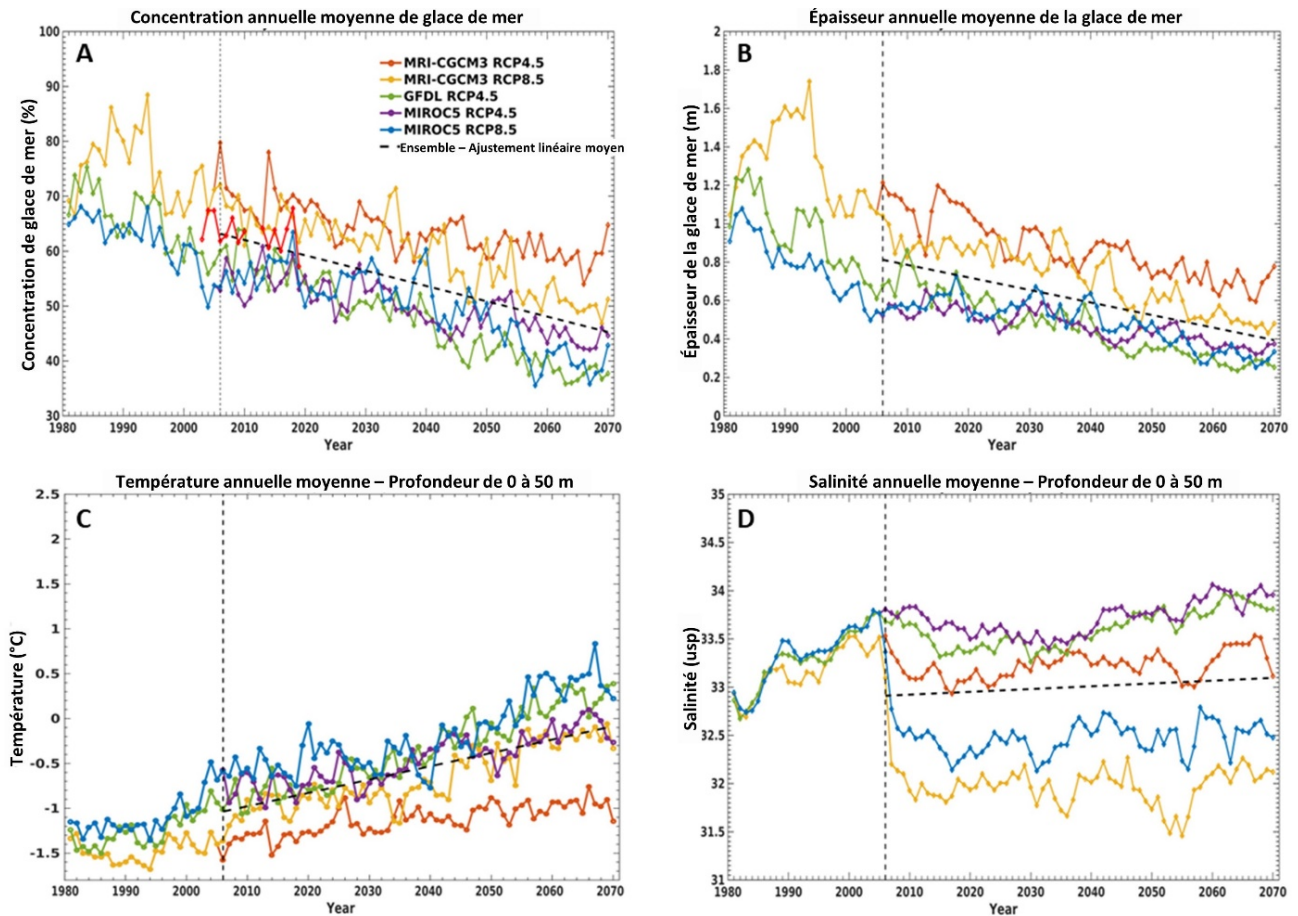 Concentration annuelle moyenne de glace de mer
A
Concentration de glace de mer (%)
100
90
80
70
60
50
40
30
1980 1990 2000 2010 2020 2030 2040 2050 2060 2070
Year
MRI-CGCM3 RCP4.5
MRI-CGCM3 RCP8.5
GFDL RCP4.5
MIROC5 RCP4.5
MIROC5 RCP8.5
Ensemble – Ajustement linéaire moyen
Épaisseur annuelle moyenne de la glace de mer
B
Épaisseur de la glace de mer (m)
2
1.8
1.6
1.4
1.2
1
0.8
0.6
0.4
0.2
0
1980 1990 2000 2010 2020 2030 2040 2050 2060 2070
Year
Température annuelle moyenne – Profondeur de 0 à 50 m
C
Température (°C)
2.5
2
1.5
1
0.5
0
-0.5
-1
-1.5
1980 1990 2000 2010 2020 2030 2040 2050 2060 2070
Year
Salinité annuelle moyenne – Profondeur de 0 à 50 m
D
Salinité (usp)
35
34.5
34
33.5
33
32.5
32
31.5
31
1980 1990 2000 2010 2020 2030 2040 2050 2060 2070
Year